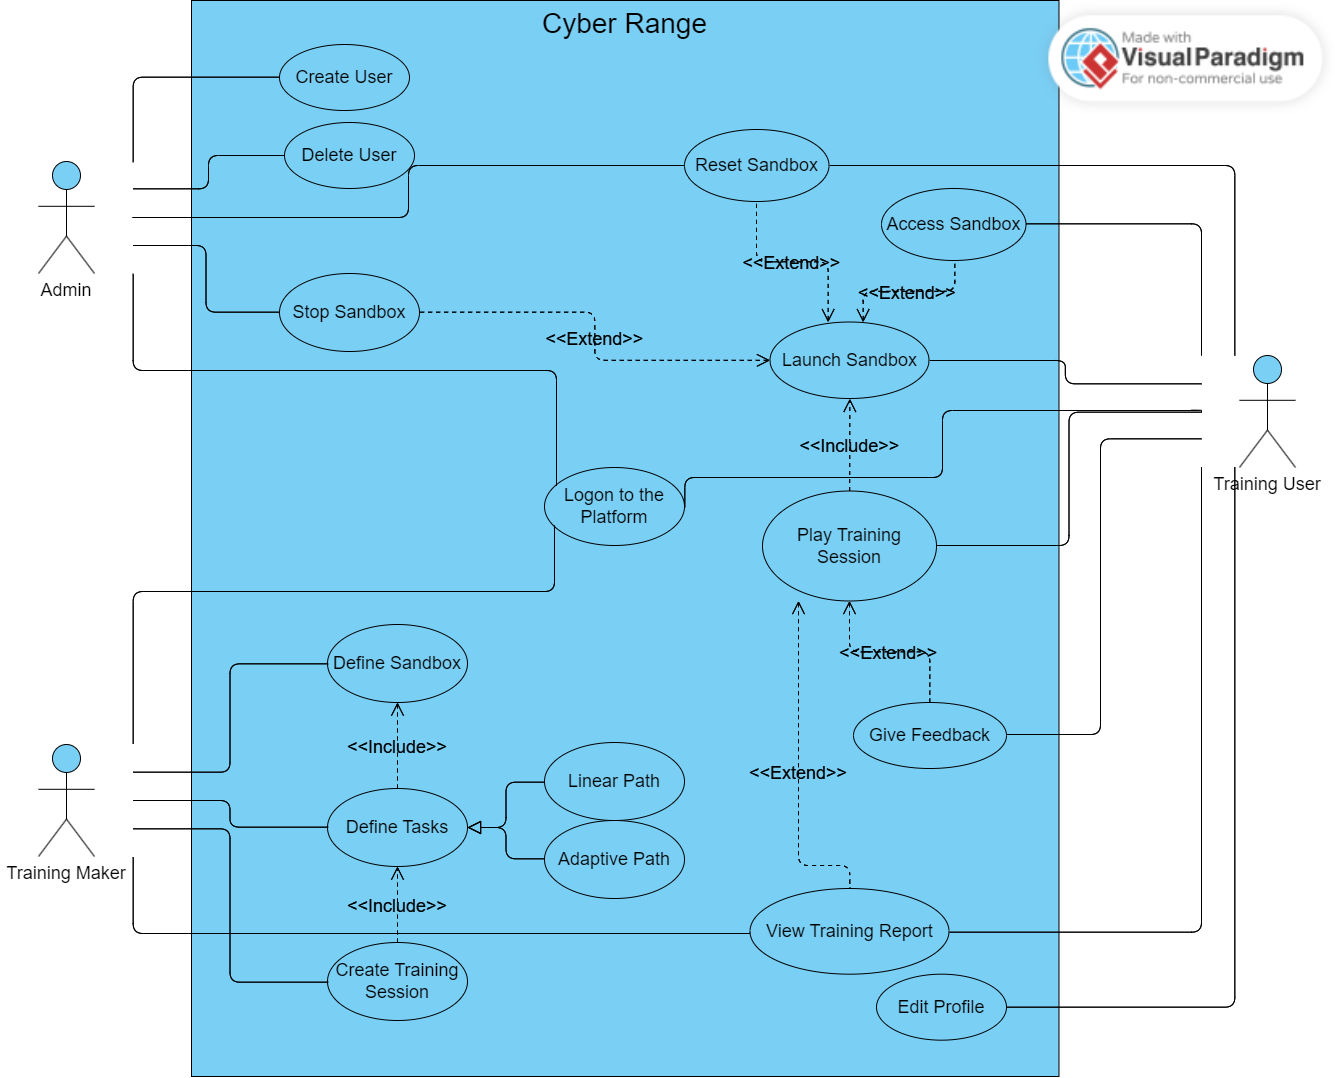 Cyber Range
Made with
Visual Paradigm
For non-commercial use
Create User
Delete User
Reset Sandbox
Access Sandbox
<<Extend>>
<<Extend>>
Admin
Stop Sandbox
<<Extend>>
Launch Sandbox
<<Include>>
Training User
Logon to the
Platform
Play Training
Session
<<Extend>>
Define Sandbox
Give Feedback
<<Include>>
<<Extend>>
Linear Path
Define Tasks
Adaptive Path
Training Maker
<<Include>>
View Training Report
Create Training
Session
Edit Profile